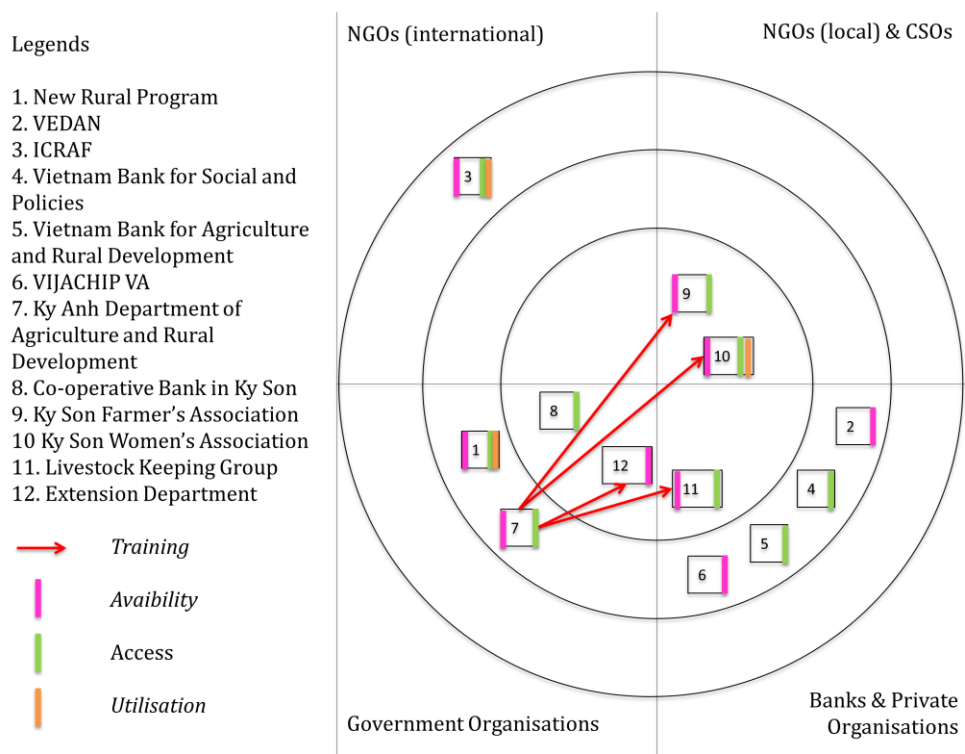 Legends
1. New Rural Program
2. VEDAN
3. ICRAF
4. Vietnam Bank for Social and
Policies
5. Vietnam Bank for Agriculture
and Rural Development
6. VIJACHIP VA
7. Ky Anh Department of
Agriculture and Rural
Development
8. Co-operative Bank in Ky Son
9. Ky Son Farmer's Association
10 Ky Son Women's Association
11. Livestock Keeping Group
12. Extension Department
Training
Avaibility
Access
Utilisation
NGOs (international)
NGOs (local) & CSOs
3
9
10
8
2
1
12
11
4
7
5
6
Government Organisations
Banks & Private
Organisations